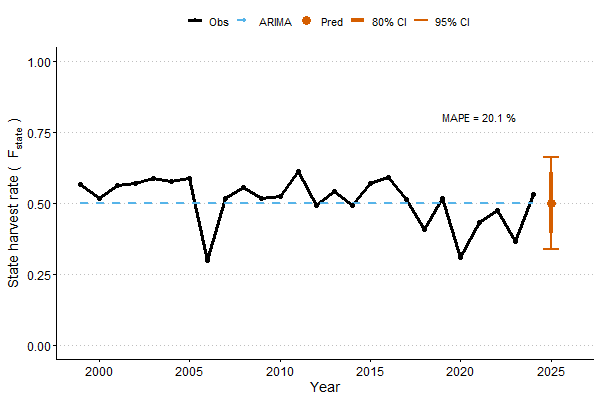 Obs ARIMA Pred 80% CI 95% CI
MAPE = 20.1 %
1.00
0.75
0.50
0.25
0.00
State harvest rate ( Fstate )
2000 2005 2010 2015 2020 2025
Year